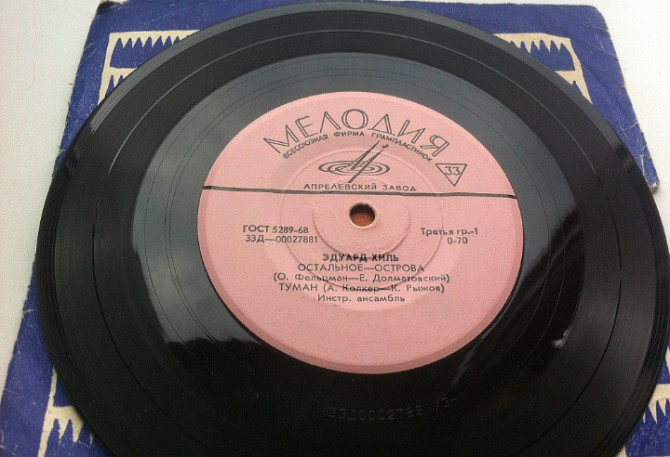 МЕЛОДИЯ
ВСЕСОЮЗНАЯ ФИРМА ГРАМПЛАСТИНОК
33
АПРЕЛЕВСКИЙ ЗАВОД
ГОСТ 5289-68
33Д—00027881
Третья гр.-1
0-70
ЭДУАРД ХИЛЬ
ОСТАЛЬНОЕ—ОСТРОВА
(О. Фельцман—Е. Долматовский)
ТУМАН (А. Колкер—К. Рыжов)
Инстр. ансамбль